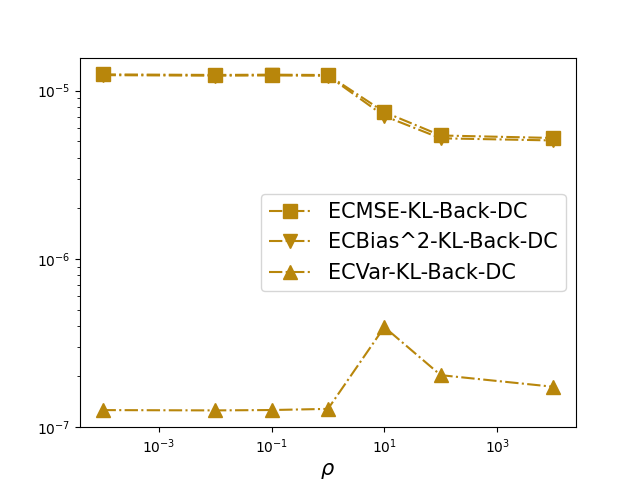 10^{-5}
10^{-6}
10^{-7}
ECMSE-KL-Back-DC
ECBias^2-KL-Back-DC
ECVar-KL-Back-DC
10^{-3}
10^{-1}
10^{1}
10^{3}
ρ